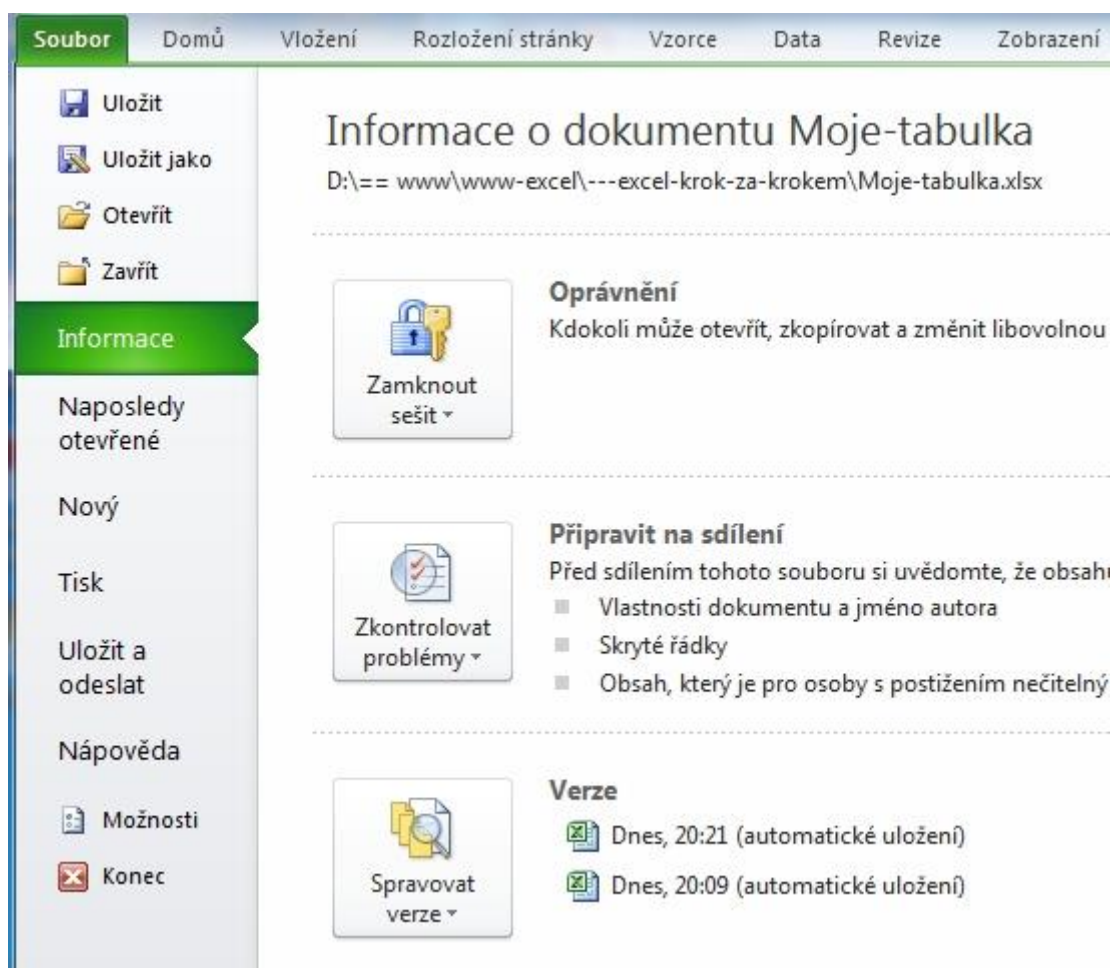 Soubor Domů Vložení Rozložení stránky Vzorce Data Revize Zobrazení
Uložit
Uložit jako
Otevřít
Zavřít
Informace
Naposledy
otevřené
Nový
Tisk
Uložit a
odeslat
Nápověda
Možnosti
Konec
Informace o dokumentu Moje-tabulka
D:\== www\www-excel\---excel-krok-za-krokem\Moje-tabulka.xlsx
Zamknout
sešit
Oprávnění
Kdokoli může otevřít, zkopírovat a změnit libovolnou
Zkontrolovat
problémy
Připravit na sdílení
Před sdílením tohoto souboru si uvědomte, že obsahu
Vlastnosti dokumentu a jméno autora
Skryté řádky
Obsah, který je pro osoby s postižením nečitelný
Spravovat
verze
Verze
Dnes, 20:21 (automatické uložení)
Dnes, 20:09 (automatické uložení)